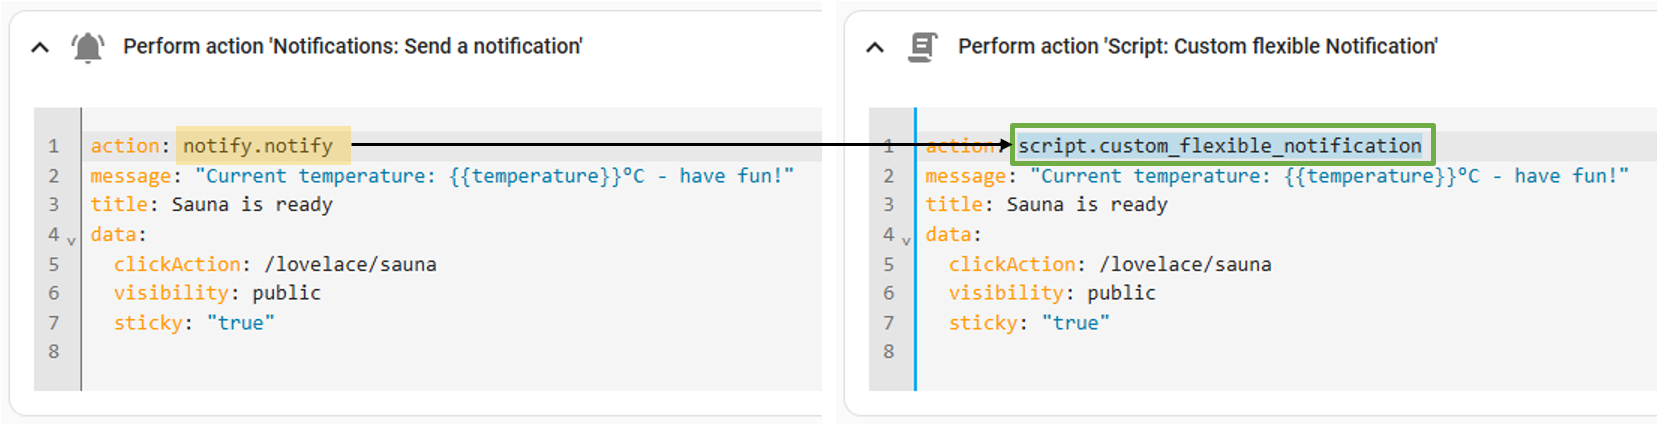 Perform action 'Notifications: Send a notification'
1 action: notify.notify
2 message: "Current temperature: {{temperature}}°C - have fun!"
3 title: Sauna is ready
4 data:
5 clickAction: /lovelace/sauna
6 visibility: public
7 sticky: "true"
8
Perform action 'Script: Custom flexible Notification'
1 action: script.custom_flexible_notification
2 message: "Current temperature: {{temperature}}°C - have fun!"
3 title: Sauna is ready
4 data:
5 clickAction: /lovelace/sauna
6 visibility: public
7 sticky: "true"
8